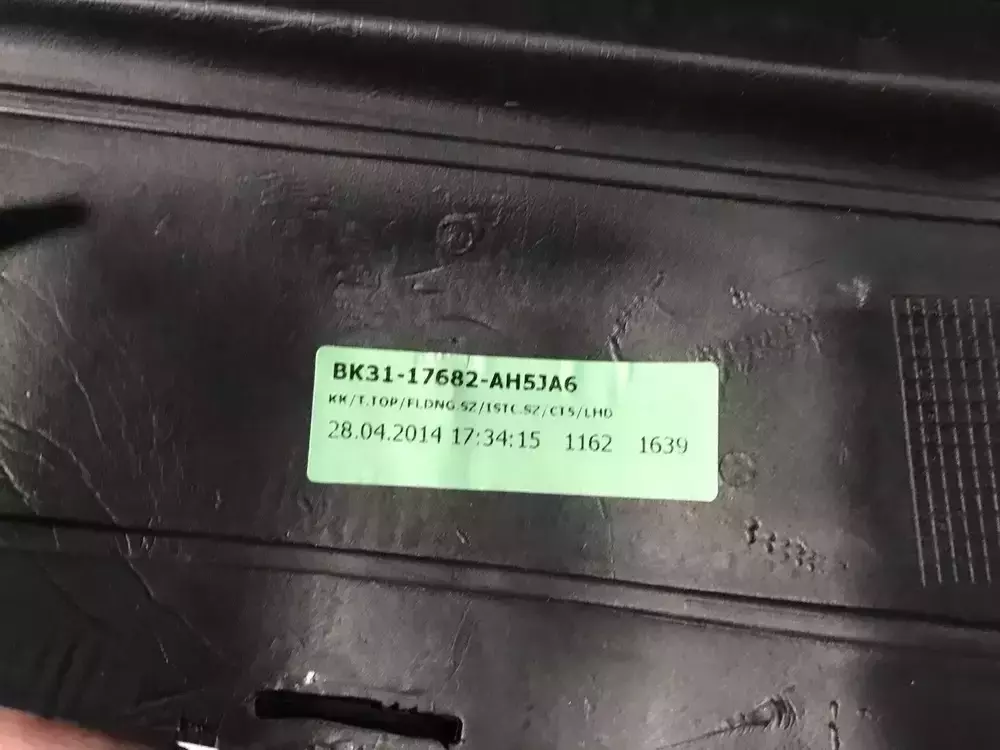 BK31-17682-AH5JA6
KK/T.TOP/FLDNG.SZ/ISTC.SZ/CTS/LHD
28.04.2014 17:34:15 1162 1639